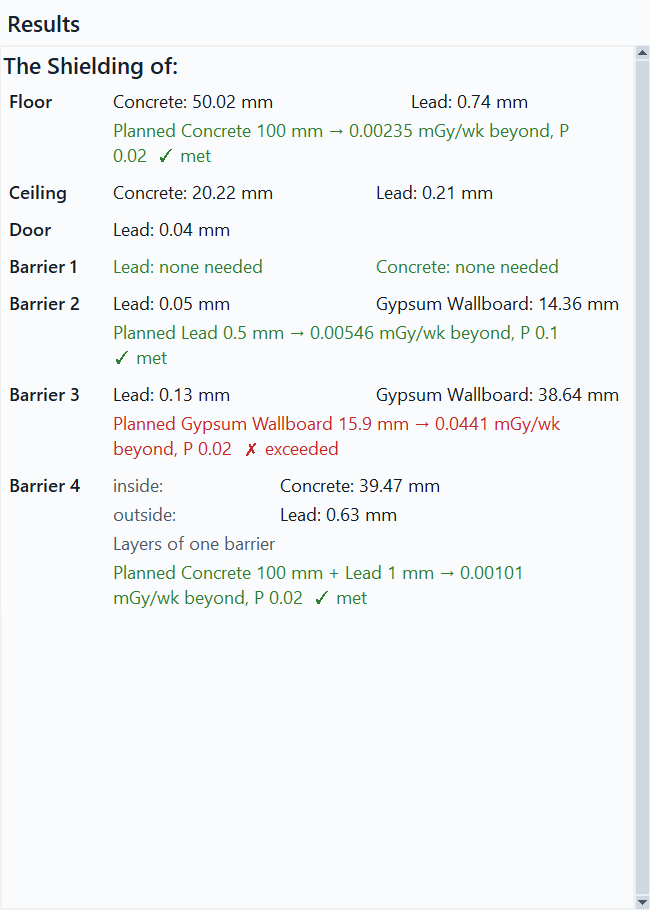 Results
The Shielding of:
Floor Concrete: 50.02 mm Lead: 0.74 mm
Planned Concrete 100 mm → 0.00235 mGy/wk beyond, P
0.02 ✓ met
Ceiling Concrete: 20.22 mm Lead: 0.21 mm
Door Lead: 0.04 mm
Barrier 1 Lead: none needed Concrete: none needed
Barrier 2 Lead: 0.05 mm Gypsum Wallboard: 14.36 mm
Planned Lead 0.5 mm → 0.00546 mGy/wk beyond, P 0.1
✓ met
Barrier 3 Lead: 0.13 mm Gypsum Wallboard: 38.64 mm
Planned Gypsum Wallboard 15.9 mm → 0.0441 mGy/wk
beyond, P 0.02 ✗ exceeded
Barrier 4 inside: Concrete: 39.47 mm
outside: Lead: 0.63 mm
Layers of one barrier
Planned Concrete 100 mm + Lead 1 mm → 0.00101
mGy/wk beyond, P 0.02 ✓ met